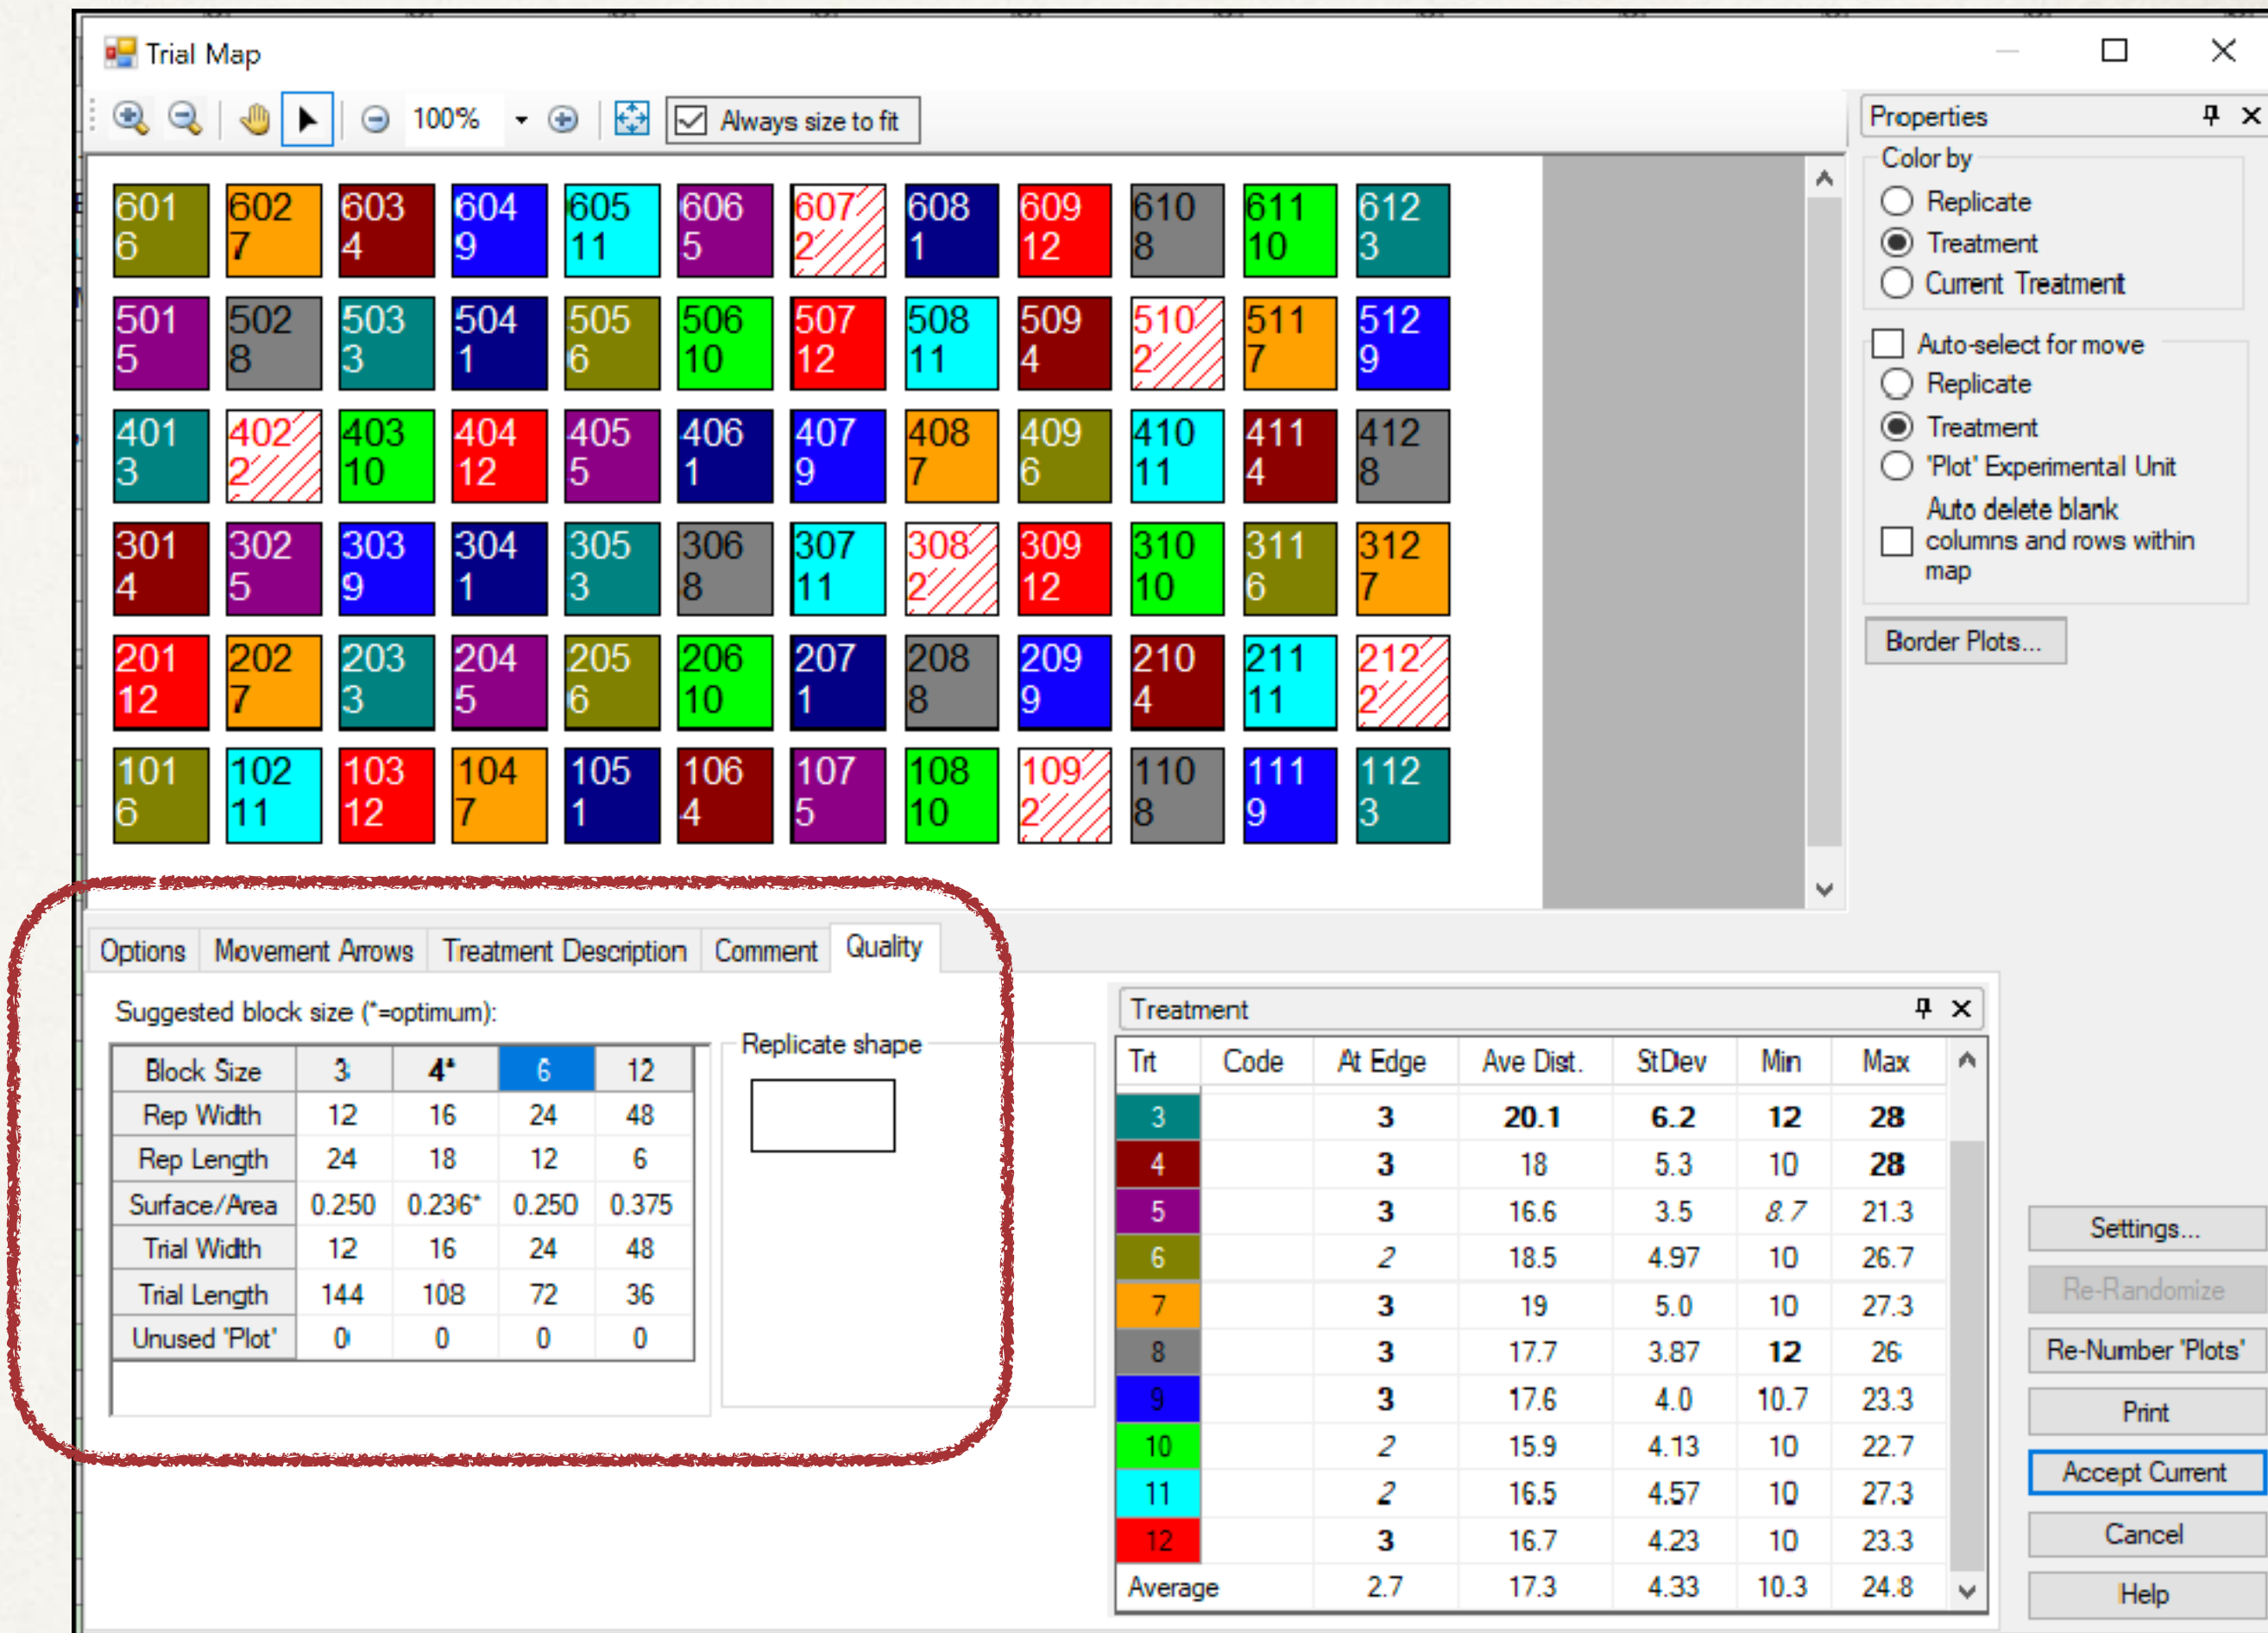 Trial Map
100% Always size to fit
601 602 603 604 605 606 607 608 609 610 611 612
6 7 4 9 11 5 2 1 12 8 10 3
501 502 503 504 505 506 507 508 509 510 511 512
5 8 3 1 6 10 12 11 4 2 7 9
401 402 403 404 405 406 407 408 409 410 411 412
3 2 10 12 5 1 9 7 6 11 4 8
301 302 303 304 305 306 307 308 309 310 311 312
4 5 9 1 3 8 11 2 12 10 6 7
201 202 203 204 205 206 207 208 209 210 211 212
12 7 3 5 6 10 1 8 9 4 11 2
101 102 103 104 105 106 107 108 109 110 111 112
6 11 12 7 1 4 5 10 2 8 9 3
Properties
Color by
Replicate
Treatment
Current Treatment
Auto-select for move
Replicate
Treatment
'Plot' Experimental Unit
Auto delete blank
columns and rows within
map
Border Plots...
Options Movement Arrows Treatment Description Comment Quality
Suggested block size (*=optimum):
Block Size 3 4* 6 12
Rep Width 12 16 24 48
Rep Length 24 18 12 6
Surface/Area 0.250 0.236* 0.250 0.375
Trial Width 12 16 24 48
Trial Length 144 108 72 36
Unused 'Plot' 0 0 0 0
Replicate shape
Treatment
Trt Code At Edge Ave Dist. StDev Min Max
3 3 20.1 6.2 12 28
4 3 18 5.3 10 28
5 3 16.6 3.5 8.7 21.3
6 2 18.5 4.97 10 26.7
7 3 19 5.0 10 27.3
8 3 17.7 3.87 12 26
9 3 17.6 4.0 10.7 23.3
10 2 15.9 4.13 10 22.7
11 2 16.5 4.57 10 27.3
12 3 16.7 4.23 10 23.3
Average 2.7 17.3 4.33 10.3 24.8
Settings...
Re-Randomize
Re-Number 'Plots'
Print
Accept Current
Cancel
Help